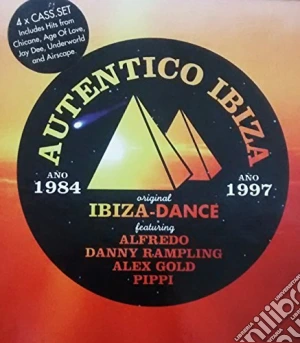 4 x CASS.SET
Includes Hits from
Chicane, Age Of Love,
Jay Dee, Underworld
and Airscape.
AUTENTICO IBIZA
AÑO
1984
AÑO
1997
original
IBIZA-DANCE
featuring
ALFREDO
DANNY RAMPLING
ALEX GOLD
PIPPI